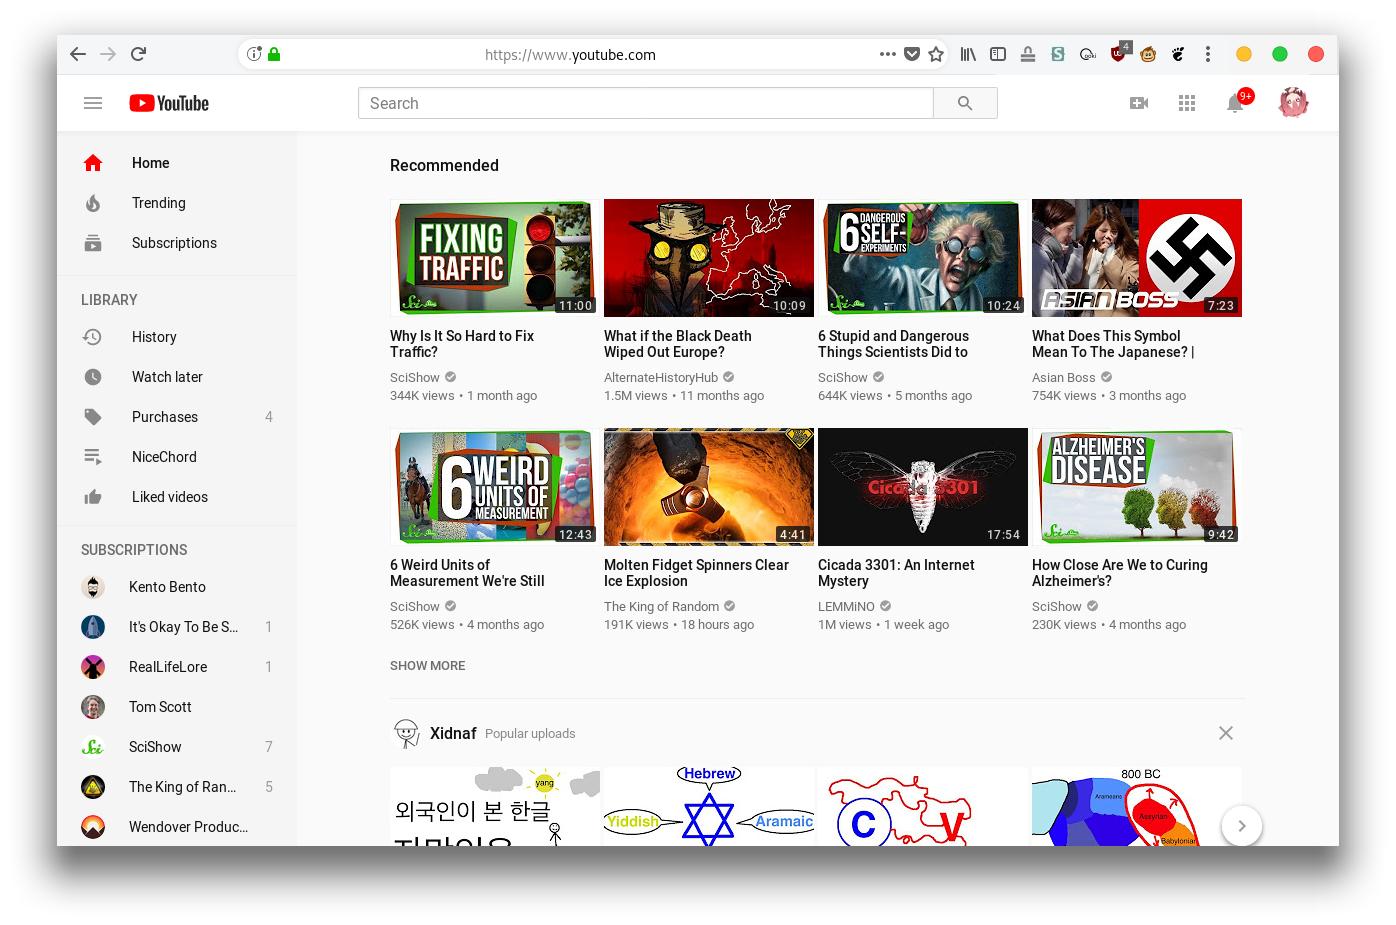 https://www.youtube.com
4
YouTube
Search
9+
Home
Trending
Subscriptions
LIBRARY
History
Watch later
Purchases 4
NiceChord
Liked videos
SUBSCRIPTIONS
Kento Bento
It's Okay To Be S... 1
RealLifeLore 1
Tom Scott
SciShow 7
The King of Ran... 5
Wendover Produc...
Recommended
FIXING
TRAFFIC
Sci
11:00
Why Is It So Hard to Fix
Traffic?
SciShow
344K views • 1 month ago
10:09
What if the Black Death
Wiped Out Europe?
AlternateHistoryHub
1.5M views • 11 months ago
6 DANGEROUS
SELF-
EXPERIMENTS
Sci
10:24
6 Stupid and Dangerous
Things Scientists Did to
SciShow
644K views • 5 months ago
ASIAN BOSS
7:23
What Does This Symbol
Mean To The Japanese? |
Asian Boss
754K views • 3 months ago
6 WEIRD
UNITS OF
MEASUREMENT
Sci
12:43
6 Weird Units of
Measurement We're Still
SciShow
526K views • 4 months ago
4:41
Molten Fidget Spinners Clear
Ice Explosion
The King of Random
191K views • 18 hours ago
Cicada 3301
17:54
Cicada 3301: An Internet
Mystery
LEMMiNO
1M views • 1 week ago
ALZHEIMER'S
DISEASE
Sci
9:42
How Close Are We to Curing
Alzheimer's?
SciShow
230K views • 4 months ago
SHOW MORE
Xidnaf Popular uploads
yang
외국인이 본 한글
Hebrew
Yiddish
Aramaic
C V
800 BC
Arameans
Assyrian
Babylonian